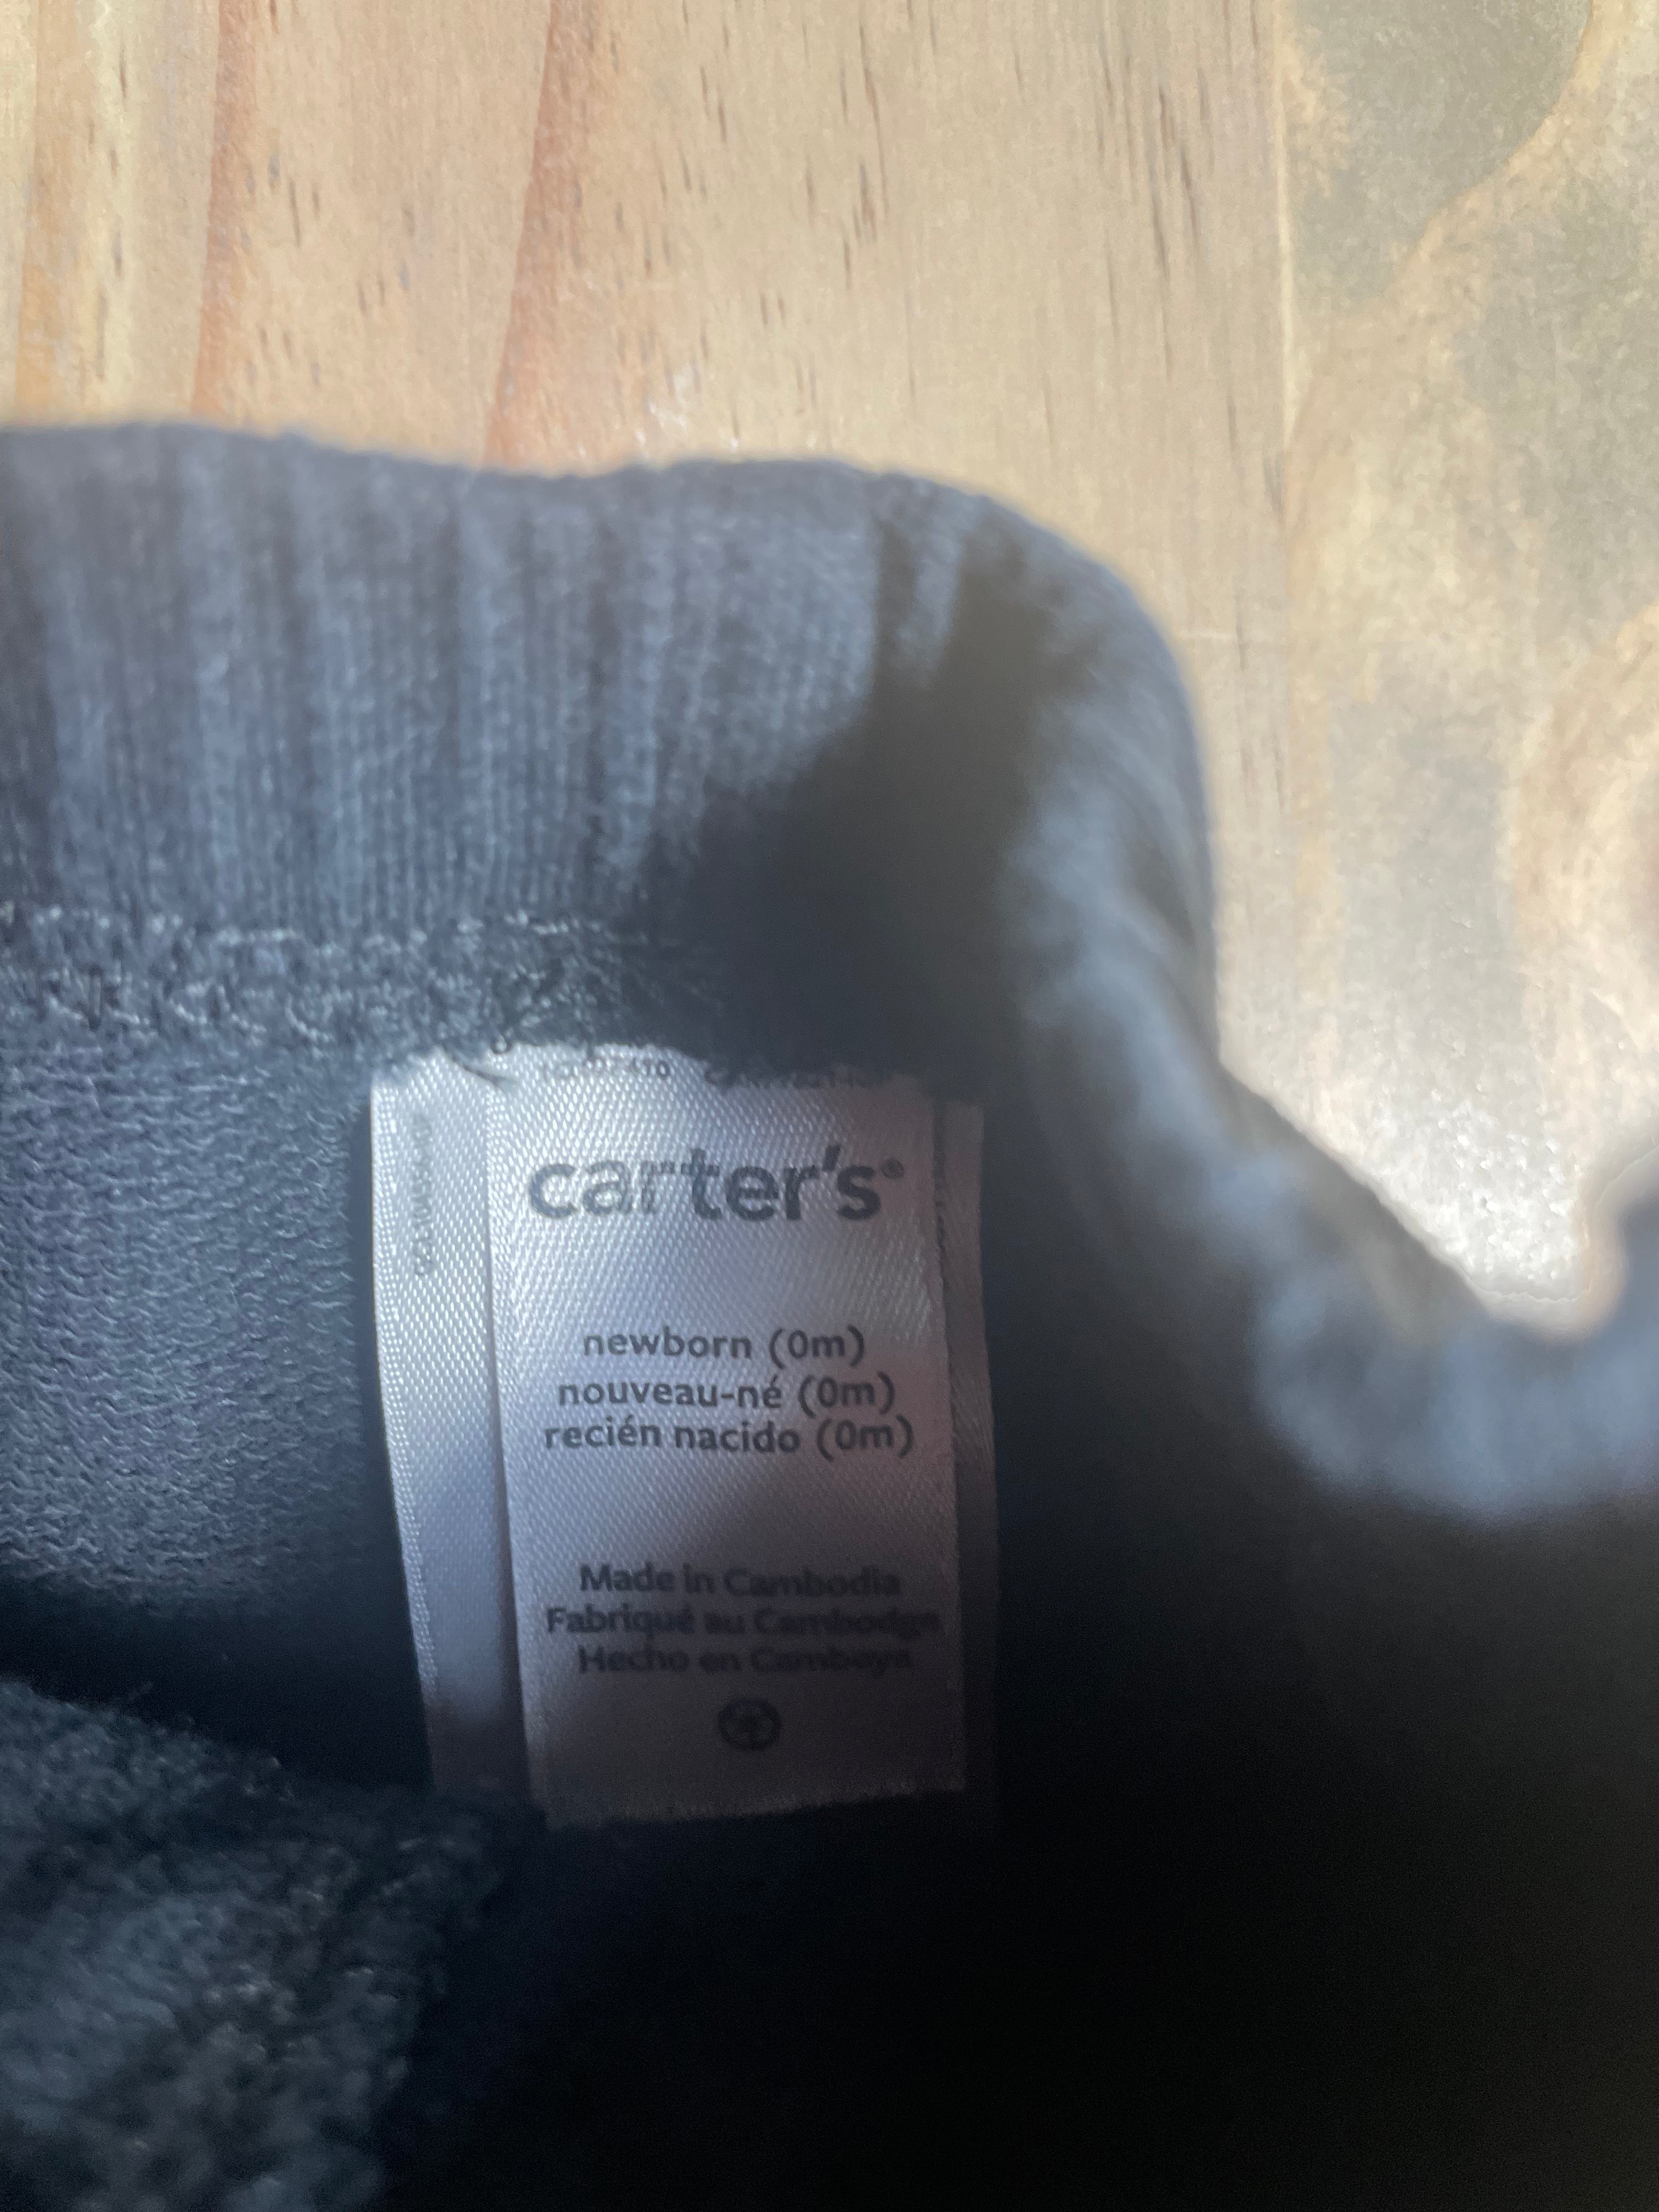 carter's®
newborn (0m)
nouveau-né (0m)
recién nacido (0m)
Made in Cambodia
Fabriqué au Cambodge
Hecho en Camboya